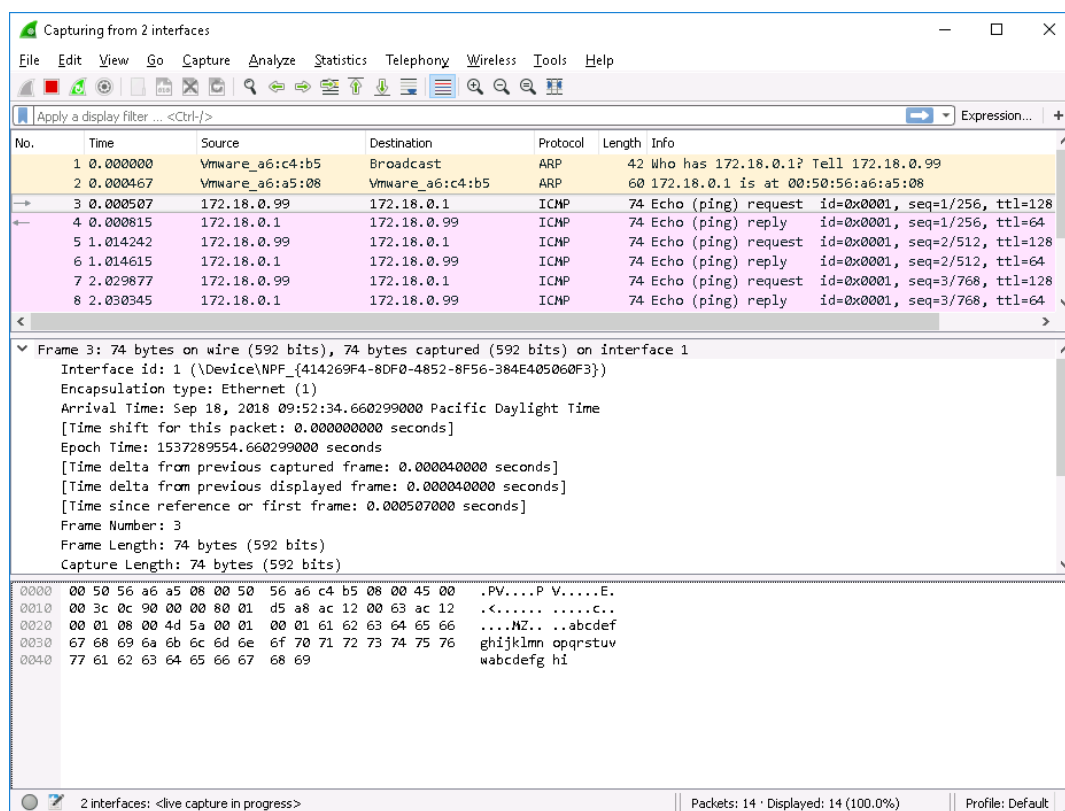 Capturing from 2 interfaces
File Edit View Go Capture Analyze Statistics Telephony Wireless Tools Help
Apply a display filter ... <Ctrl-/> Expression... +
No. Time Source Destination Protocol Length Info
1 0.000000 Vmware_a6:c4:b5 Broadcast ARP 42 Who has 172.18.0.1? Tell 172.18.0.99
2 0.000467 Vmware_a6:a5:08 Vmware_a6:c4:b5 ARP 60 172.18.0.1 is at 00:50:56:a6:a5:08
3 0.000507 172.18.0.99 172.18.0.1 ICMP 74 Echo (ping) request id=0x0001, seq=1/256, ttl=128
4 0.000815 172.18.0.1 172.18.0.99 ICMP 74 Echo (ping) reply id=0x0001, seq=1/256, ttl=64
5 1.014242 172.18.0.99 172.18.0.1 ICMP 74 Echo (ping) request id=0x0001, seq=2/512, ttl=128
6 1.014615 172.18.0.1 172.18.0.99 ICMP 74 Echo (ping) reply id=0x0001, seq=2/512, ttl=64
7 2.029877 172.18.0.99 172.18.0.1 ICMP 74 Echo (ping) request id=0x0001, seq=3/768, ttl=128
8 2.030345 172.18.0.1 172.18.0.99 ICMP 74 Echo (ping) reply id=0x0001, seq=3/768, ttl=64
Frame 3: 74 bytes on wire (592 bits), 74 bytes captured (592 bits) on interface 1
Interface id: 1 (\Device\NPF_{414269F4-8DF0-4852-8F56-384E405060F3})
Encapsulation type: Ethernet (1)
Arrival Time: Sep 18, 2018 09:52:34.660299000 Pacific Daylight Time
[Time shift for this packet: 0.000000000 seconds]
Epoch Time: 1537289554.660299000 seconds
[Time delta from previous captured frame: 0.000040000 seconds]
[Time delta from previous displayed frame: 0.000040000 seconds]
[Time since reference or first frame: 0.000507000 seconds]
Frame Number: 3
Frame Length: 74 bytes (592 bits)
Capture Length: 74 bytes (592 bits)
0000 00 50 56 a6 a5 08 00 50 56 a6 c4 b5 08 00 45 00 .PV....P V.....E.
0010 00 3c 0c 90 00 00 80 01 d5 a8 ac 12 00 63 ac 12 .<...... .....c..
0020 00 01 08 00 4d 5a 00 01 00 01 61 62 63 64 65 66 ....MZ.. ..abcdef
0030 67 68 69 6a 6b 6c 6d 6e 6f 70 71 72 73 74 75 76 ghijklmn opqrstuv
0040 77 61 62 63 64 65 66 67 68 69 wabcdefg hi
2 interfaces: <live capture in progress> Packets: 14 · Displayed: 14 (100.0%) Profile: Default